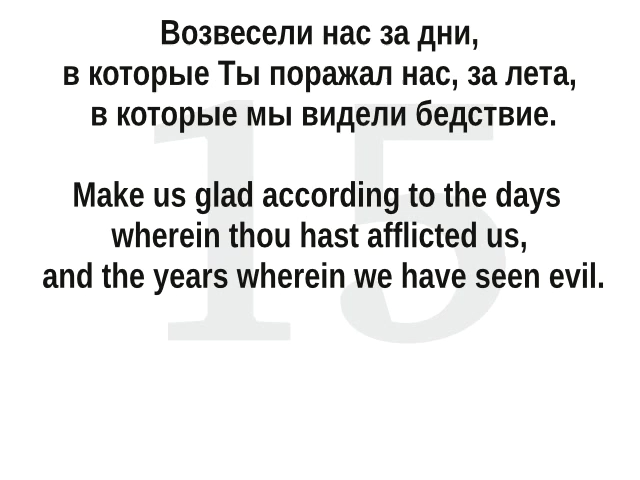 Возвесели нас за дни,
в которые Ты поражал нас, за лета,
в которые мы видели бедствие.
Make us glad according to the days
wherein thou hast afflicted us,
and the years wherein we have seen evil.
15